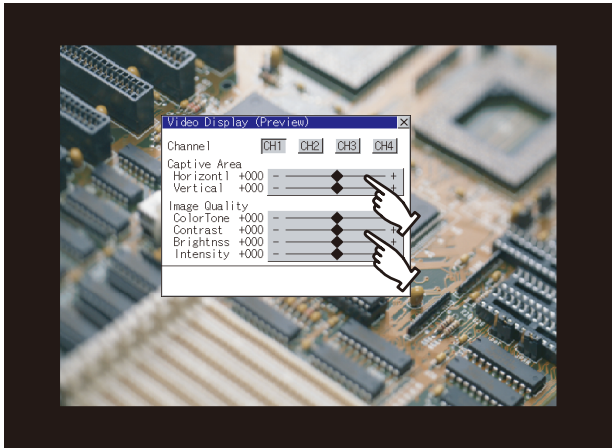 Video Display (Preview) ×
Channel CH1 CH2 CH3 CH4
Captive Area
Horizontl +000 - +
Vertical +000 - +
Image Quality
ColorTone +000 - +
Contrast +000 - +
Brightnss +000 - +
Intensity +000 - +